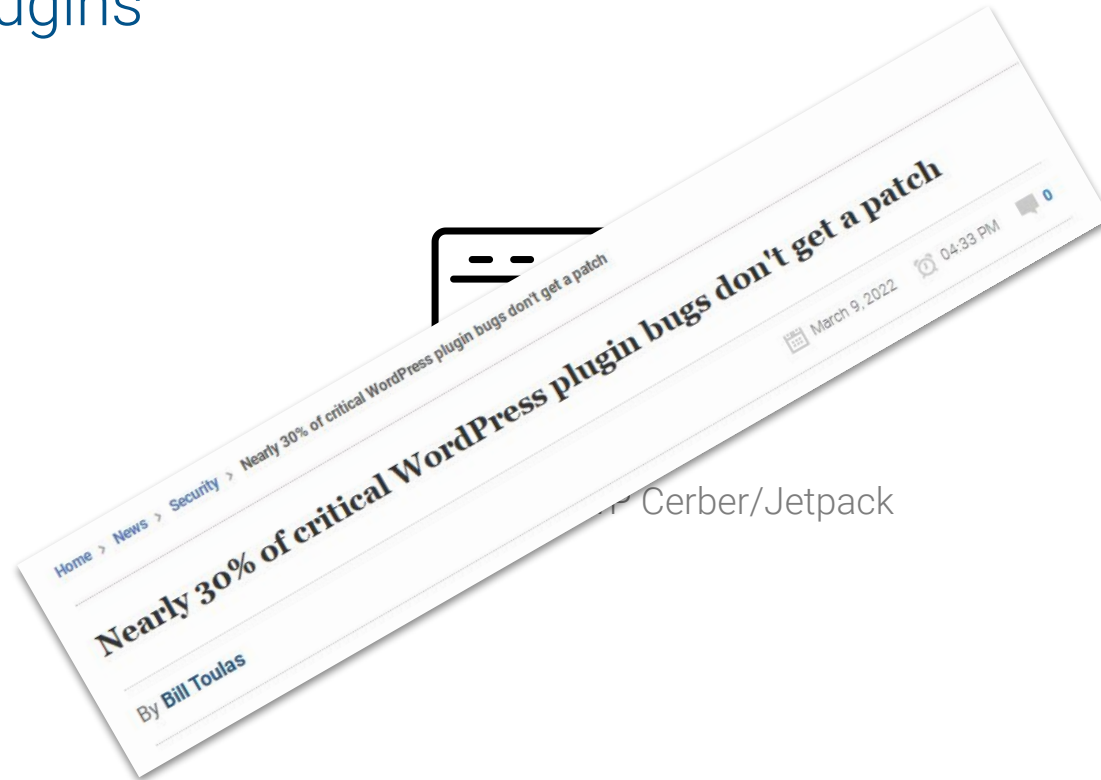 Home > News > Security > Nearly 30% of critical WordPress plugin bugs don't get a patch
Nearly 30% of critical WordPress plugin bugs don't get a patch
By Bill Toulas
March 9, 2022 04:33 PM 0
Cerber/Jetpack